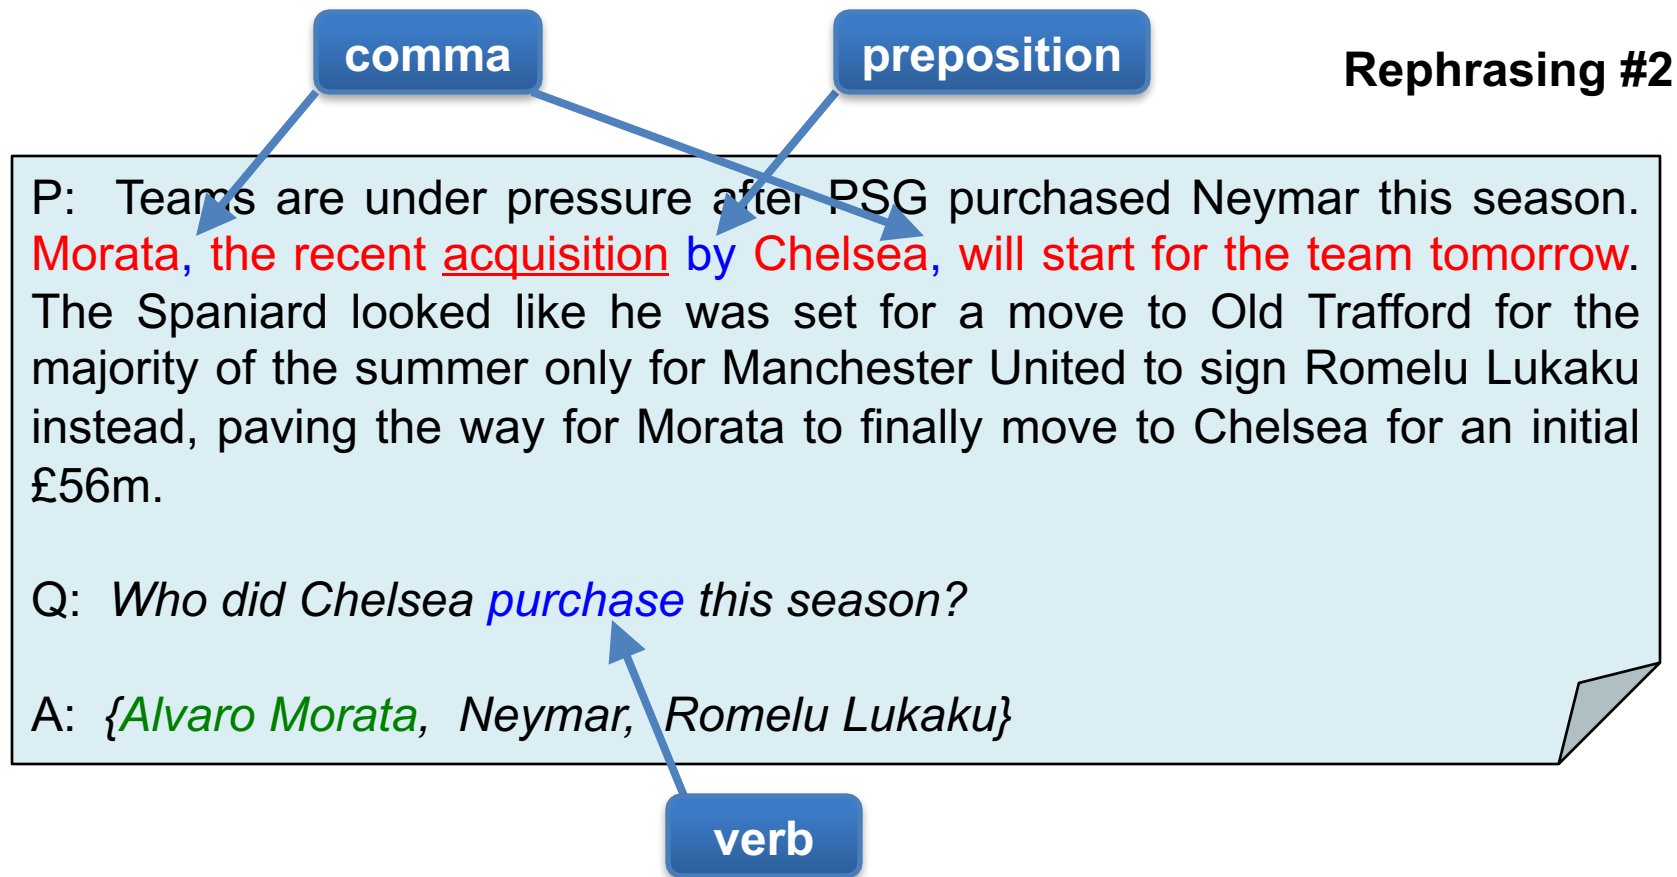 comma
preposition
Rephrasing #2
P: Teams are under pressure after PSG purchased Neymar this season.
Morata, the recent acquisition by Chelsea, will start for the team tomorrow.
The Spaniard looked like he was set for a move to Old Trafford for the
majority of the summer only for Manchester United to sign Romelu Lukaku
instead, paving the way for Morata to finally move to Chelsea for an initial
£56m.
Q: Who did Chelsea purchase this season?
A: {Alvaro Morata, Neymar, Romelu Lukaku}
verb